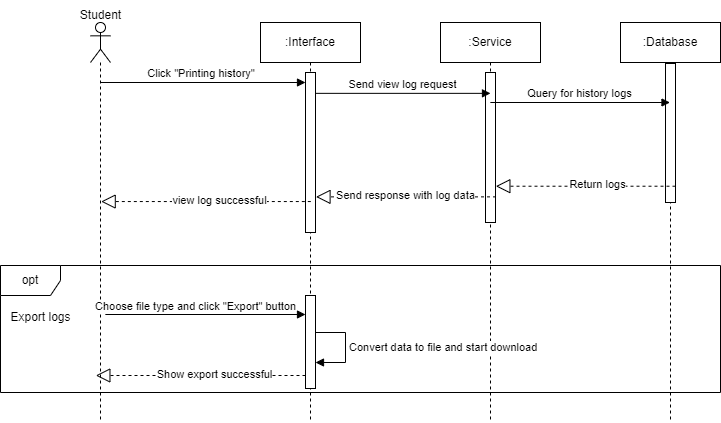 Student
:Interface
:Service
:Database
Click "Printing history"
Send view log request
Query for history logs
Return logs
Send response with log data
view log successful
opt
Choose file type and click "Export" button
Export logs
Convert data to file and start download
Show export successful